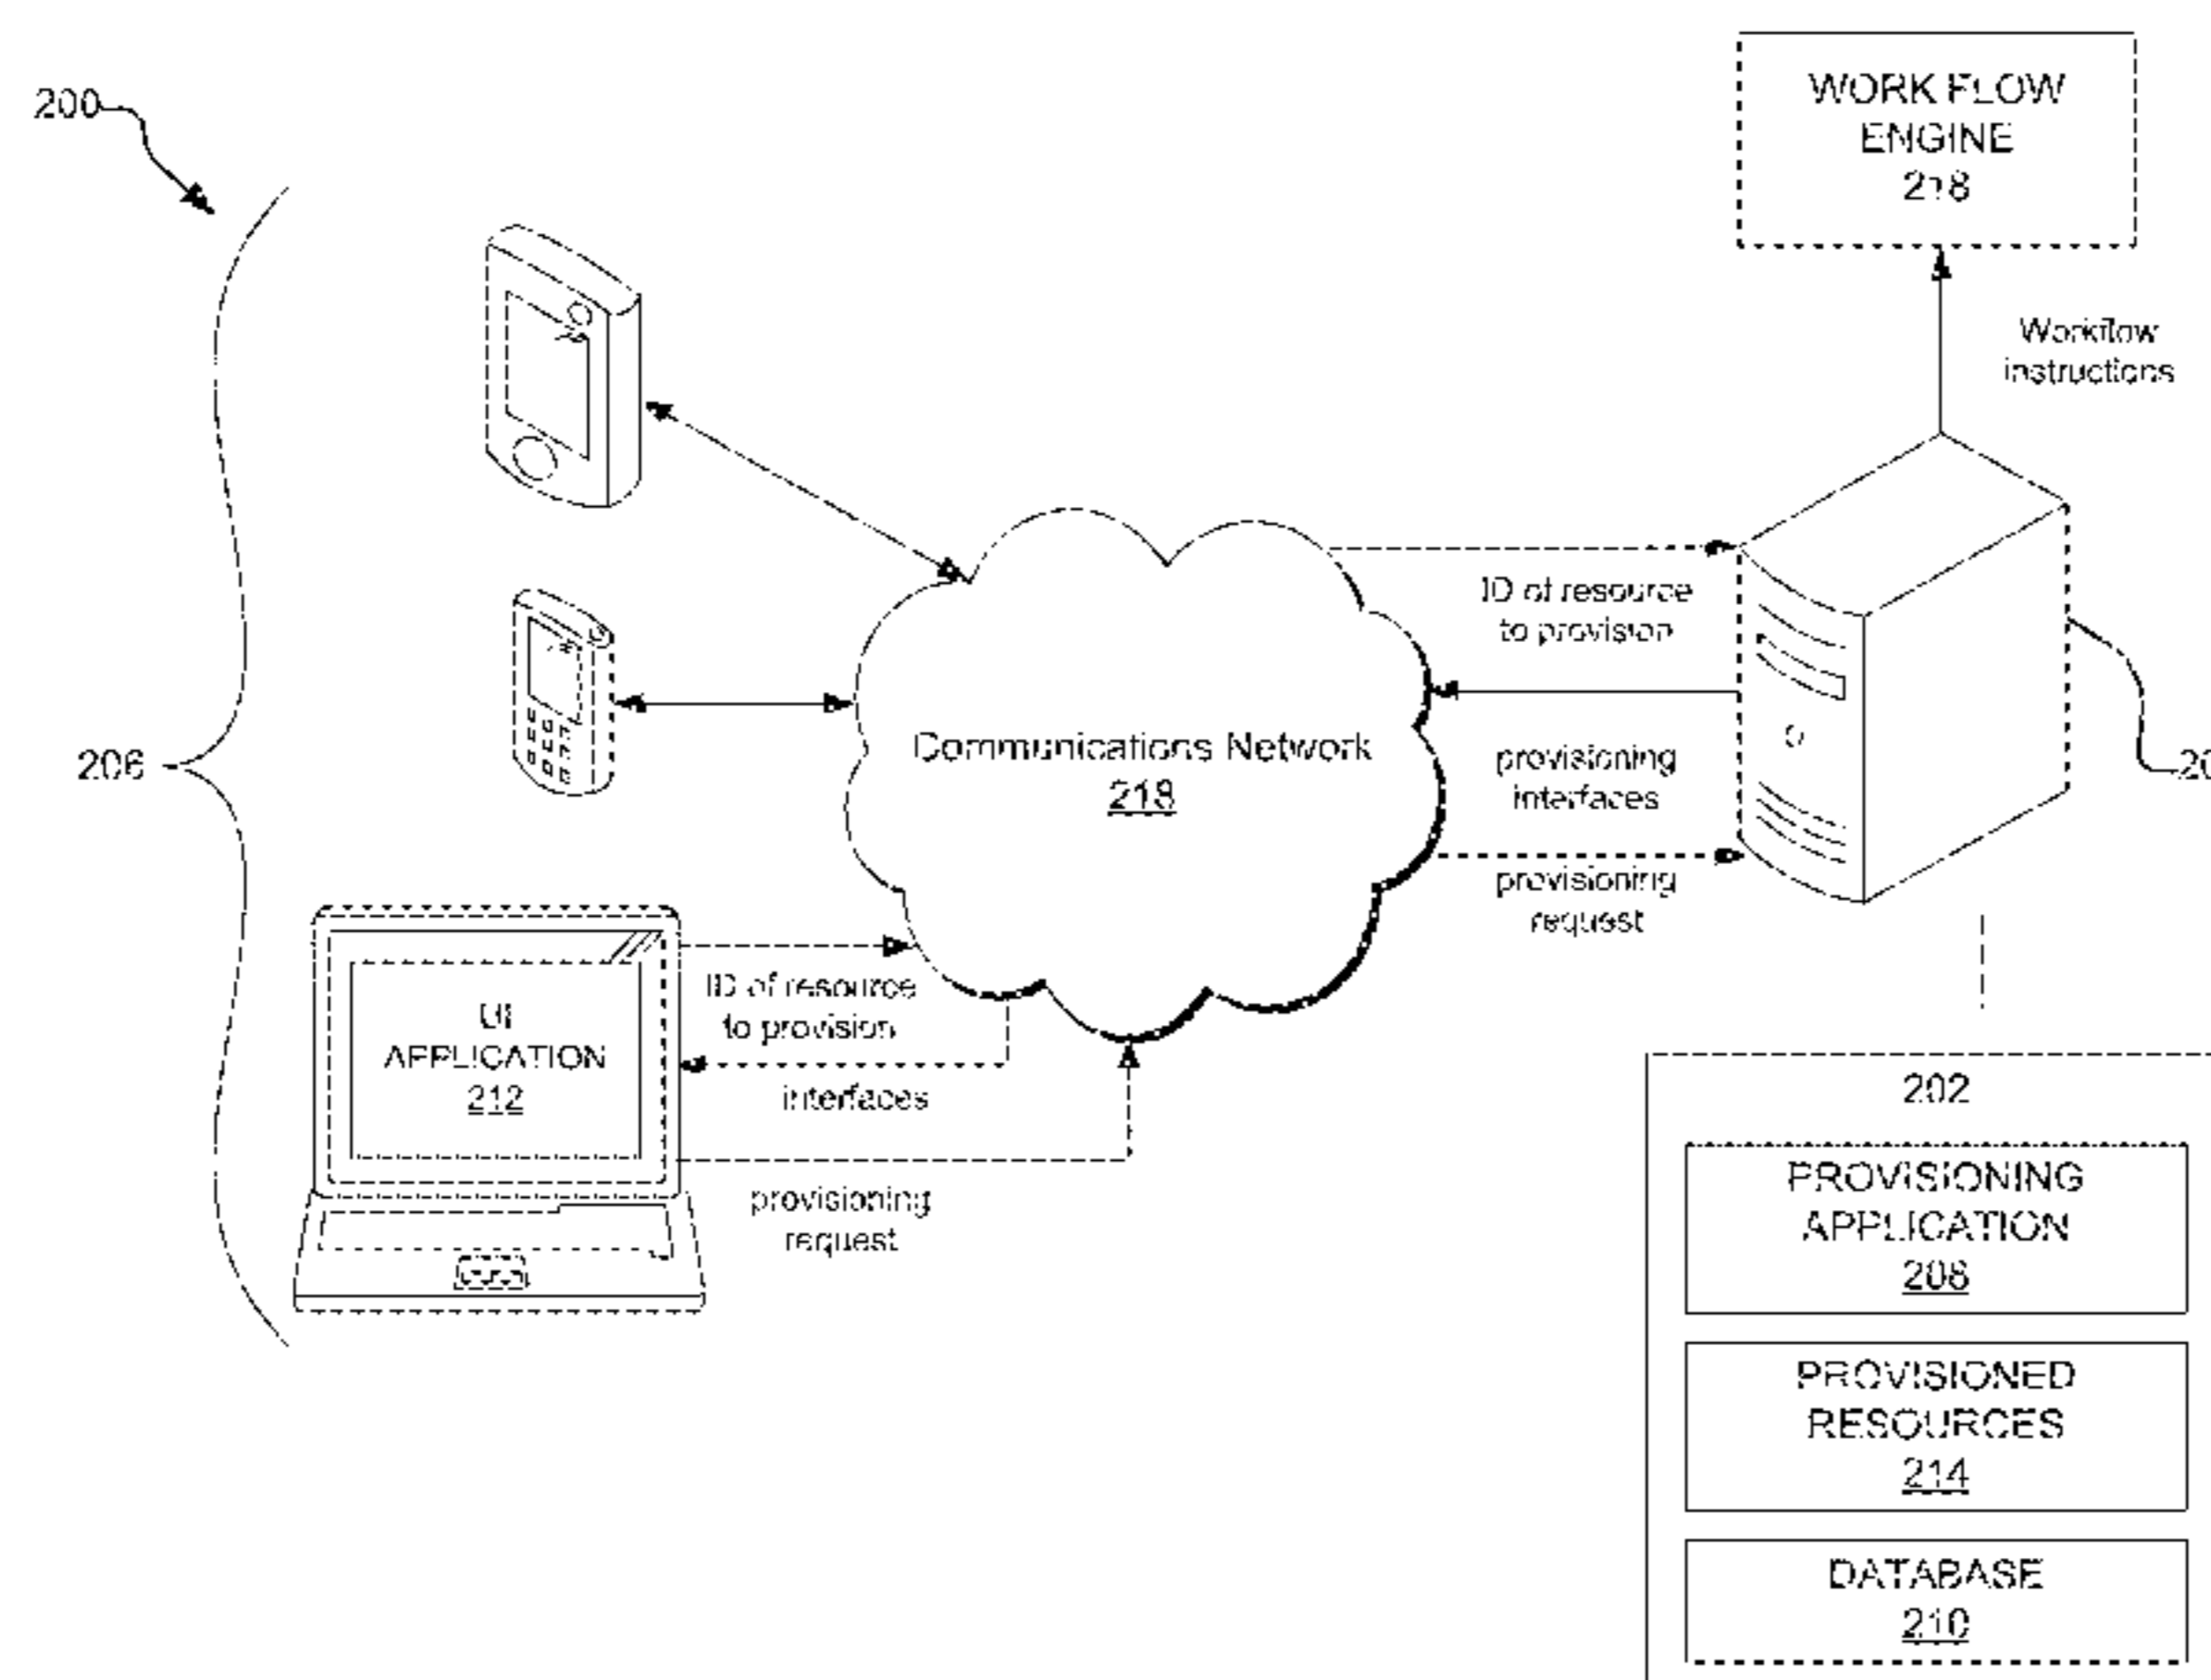 200
WORK FLOW
ENGINE
218
Workflow
instructions
ID of resource
to provision
206
Communications Network
218
provisioning
interfaces
20
provisioning
request
ID of resource
to provision
UI
APPLICATION
212
interfaces
provisioning
request
202
PROVISIONING
APPLICATION
208
PROVISIONED
RESOURCES
214
DATABASE
210